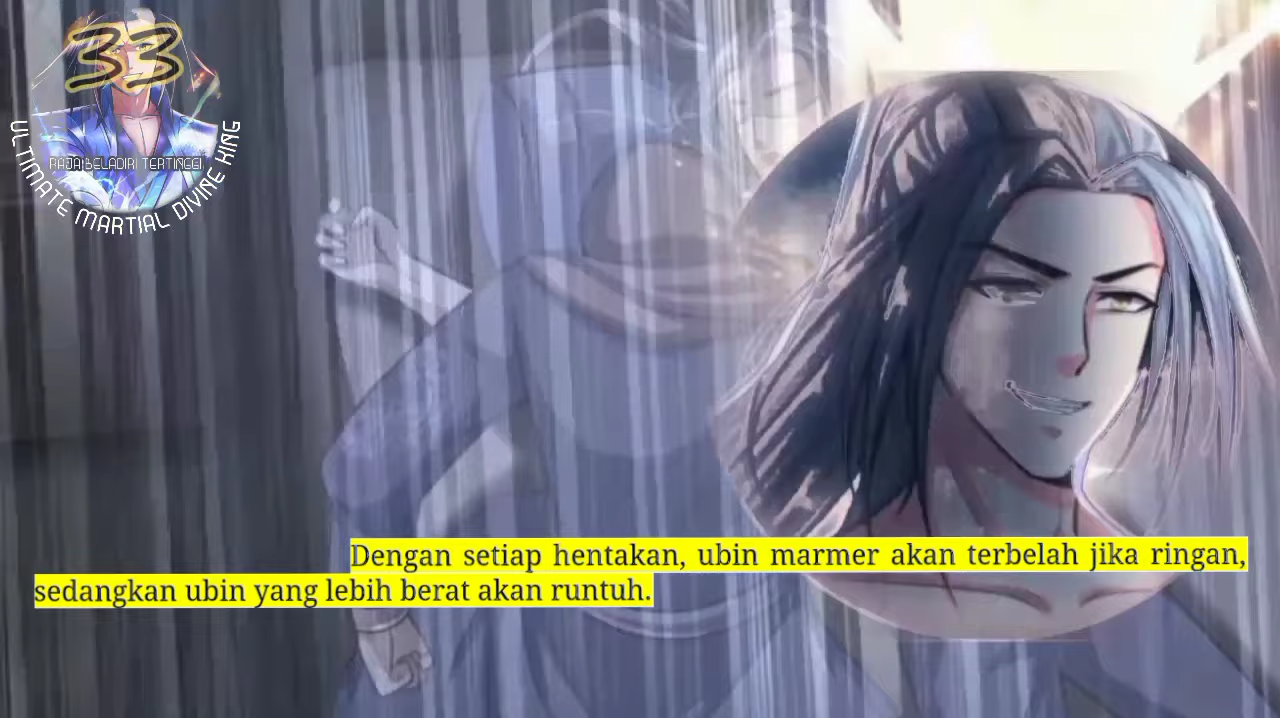 33
RAJA BELADIRI TERTINGGI
ULTIMATE MARTIAL DIVINE KING
Dengan setiap hentakan, ubin marmer akan terbelah jika ringan,
sedangkan ubin yang lebih berat akan runtuh.